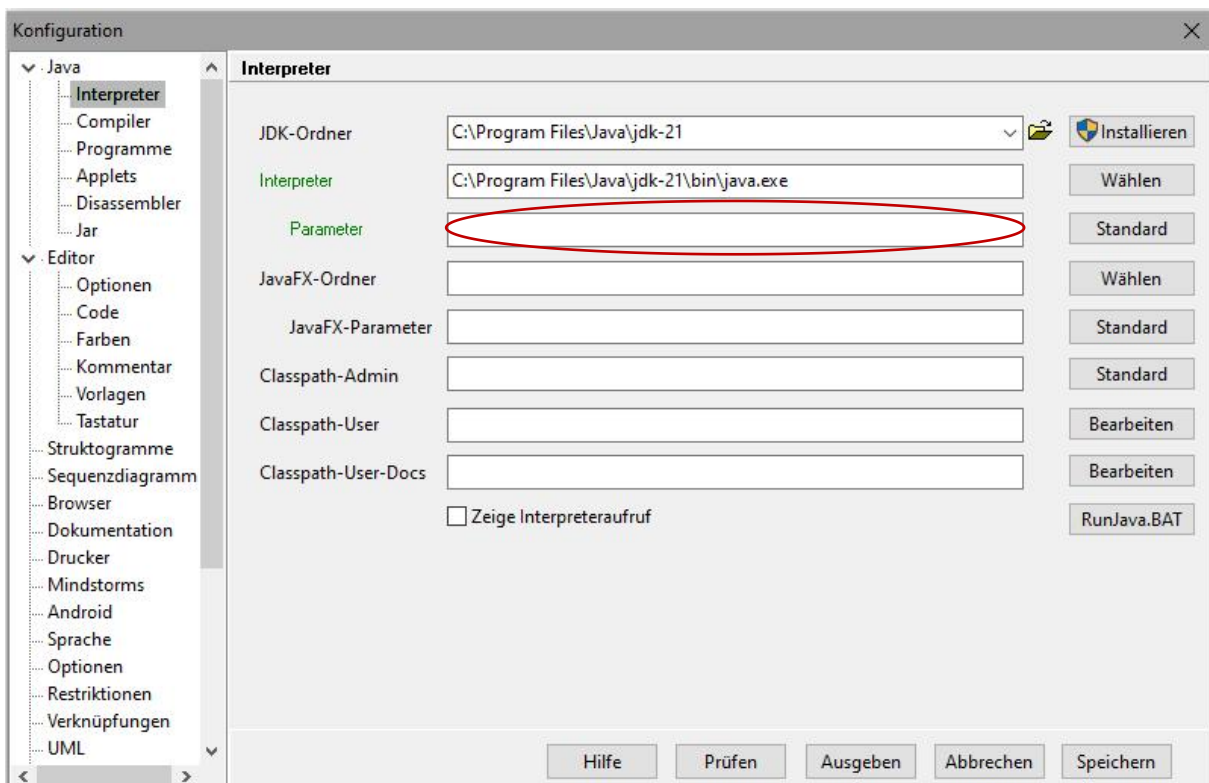 Konfiguration
Java
Interpreter
Compiler
Programme
Applets
Disassembler
Jar
Editor
Optionen
Code
Farben
Kommentar
Vorlagen
Tastatur
Struktogramme
Sequenzdiagramm
Browser
Dokumentation
Drucker
Mindstorms
Android
Sprache
Optionen
Restriktionen
Verknüpfungen
UML
Interpreter
JDK-Ordner C:\Program Files\Java\jdk-21 Installieren
Interpreter C:\Program Files\Java\jdk-21\bin\java.exe Wählen
Parameter Standard
JavaFX-Ordner Wählen
JavaFX-Parameter Standard
Classpath-Admin Standard
Classpath-User Bearbeiten
Classpath-User-Docs Bearbeiten
Zeige Interpreteraufruf RunJava.BAT
Hilfe Prüfen Ausgeben Abbrechen Speichern